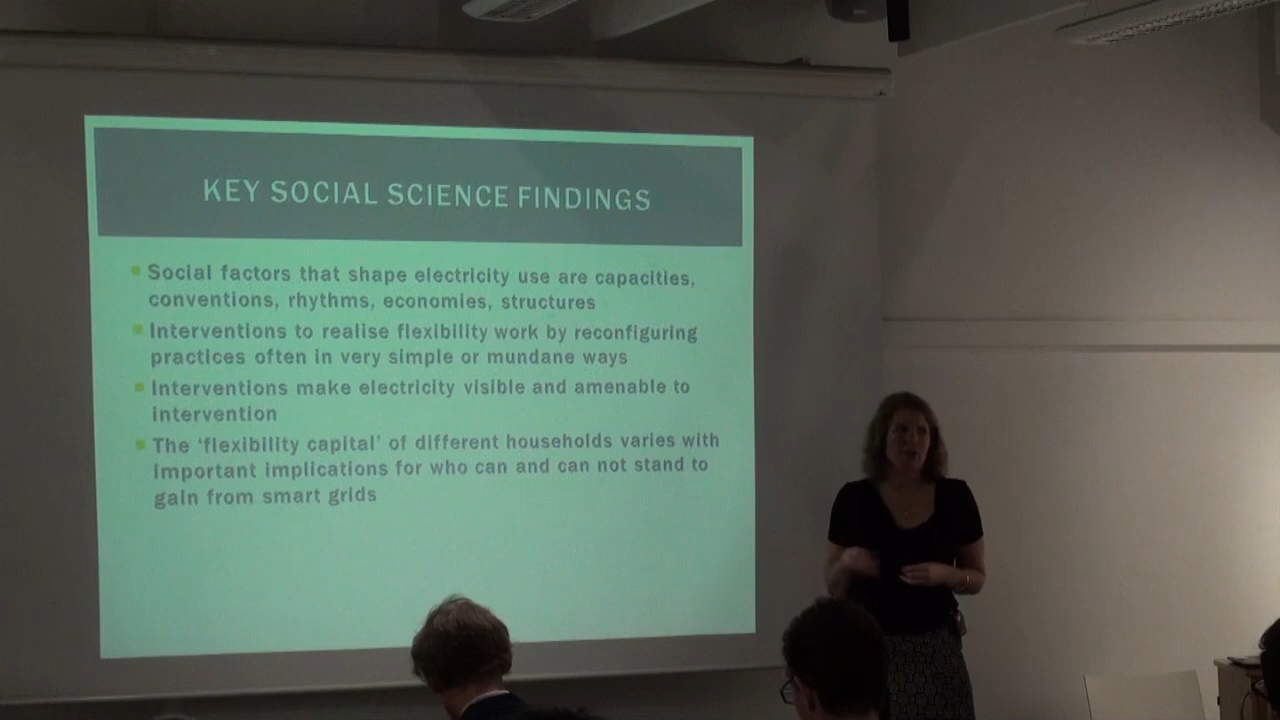 KEY SOCIAL SCIENCE FINDINGS
Social factors that shape electricity use are capacities,
conventions, rhythms, economies, structures
Interventions to realise flexibility work by reconfiguring
practices often in very simple or mundane ways
Interventions make electricity visible and amenable to
intervention
The ‘flexibility capital’ of different households varies with
important implications for who can and can not stand to
gain from smart grids